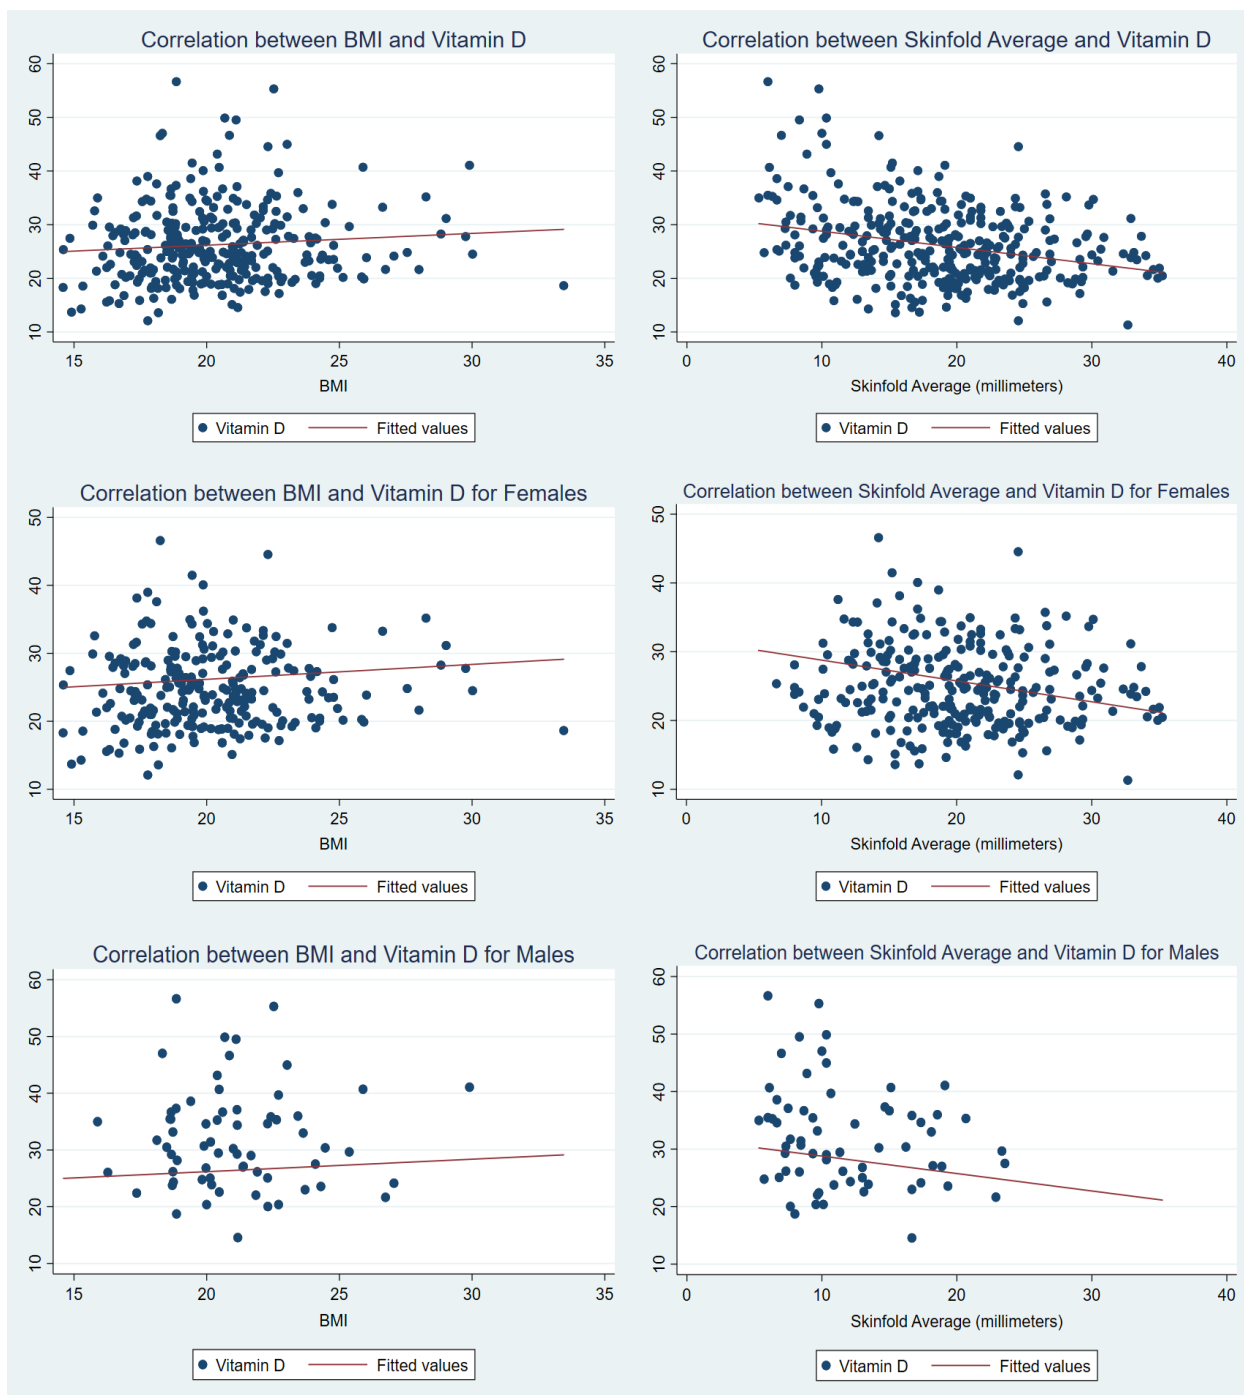 Correlation between BMI and Vitamin D
60
50
40
30
20
10
15 20 25 30 35
BMI
Vitamin D Fitted values
Correlation between Skinfold Average and Vitamin D
60
50
40
30
20
10
0 10 20 30 40
Skinfold Average (millimeters)
Vitamin D Fitted values
Correlation between BMI and Vitamin D for Females
50
40
30
20
10
15 20 25 30 35
BMI
Vitamin D Fitted values
Correlation between Skinfold Average and Vitamin D for Females
50
40
30
20
10
0 10 20 30 40
Skinfold Average (millimeters)
Vitamin D Fitted values
Correlation between BMI and Vitamin D for Males
60
50
40
30
20
10
15 20 25 30 35
BMI
Vitamin D Fitted values
Correlation between Skinfold Average and Vitamin D for Males
60
50
40
30
20
10
0 10 20 30 40
Skinfold Average (millimeters)
Vitamin D Fitted values